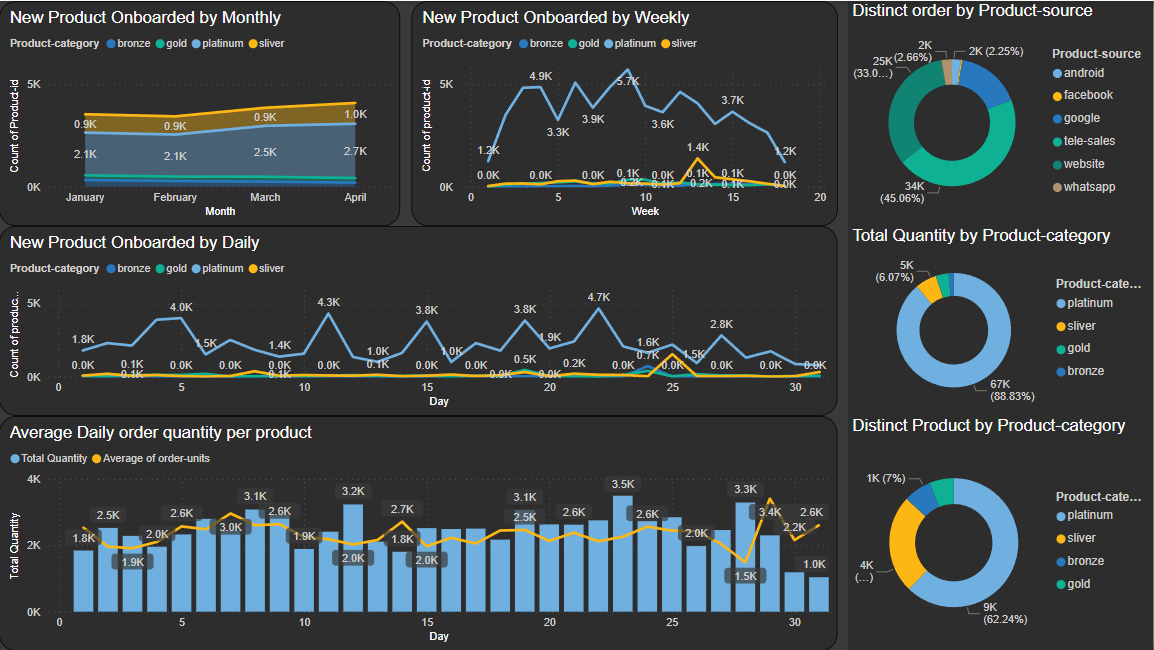 New Product Onboarded by Monthly
Product-category bronze gold platinum sliver
Count of Product-id
5K
0K
0.9K 0.9K 0.9K 1.0K
2.1K 2.1K 2.5K 2.7K
January February March April
Month
New Product Onboarded by Weekly
Product-category bronze gold platinum sliver
Count of product-id
5K
0K
1.2K 4.9K 3.3K 3.9K 5.7K 3.6K 3.7K 1.2K
1.4K
0.0K 0.0K 0.0K 0.1K 0.0K 0.1K 0.0K
0.3K 0.1K 0.2K 0.1K 0.0K
0 5 10 15 20
Week
Distinct order by Product-source
2K (2.66%)
2K (2.25%)
25K (33.0...)
34K (45.06%)
Product-source
android
facebook
google
tele-sales
website
whatsapp
New Product Onboarded by Daily
Product-category bronze gold platinum sliver
Count of produc...
5K
0K
1.8K 4.0K 1.5K 1.4K 4.3K 1.0K 3.8K 1.0K 3.8K 1.9K 4.7K 1.6K 1.5K 2.8K
0.0K 0.1K 0.0K 0.0K 0.0K 0.0K 0.0K 0.0K 0.5K 0.2K 0.0K 0.0K 0.0K 0.0K 0.0K
0.1K 0.1K 0.0K 0.1K
0 5 10 15 20 25 30
Day
Total Quantity by Product-category
5K (6.07%)
67K (88.83%)
Product-cate...
platinum
sliver
gold
bronze
Average Daily order quantity per product
Total Quantity Average of order-units
Total Quantity
4K
2K
0K
1.8K 2.5K 1.9K 2.0K 2.6K 3.0K 3.1K 2.6K 1.9K 3.2K 2.0K 2.7K 1.8K 2.0K 3.1K 2.5K 2.6K 3.5K 2.6K 2.0K 3.3K 1.5K 3.4K 2.2K 2.6K 1.0K
0 5 10 15 20 25 30
Day
Distinct Product by Product-category
1K (7%)
4K (...)
9K (62.24%)
Product-cate...
platinum
sliver
bronze
gold